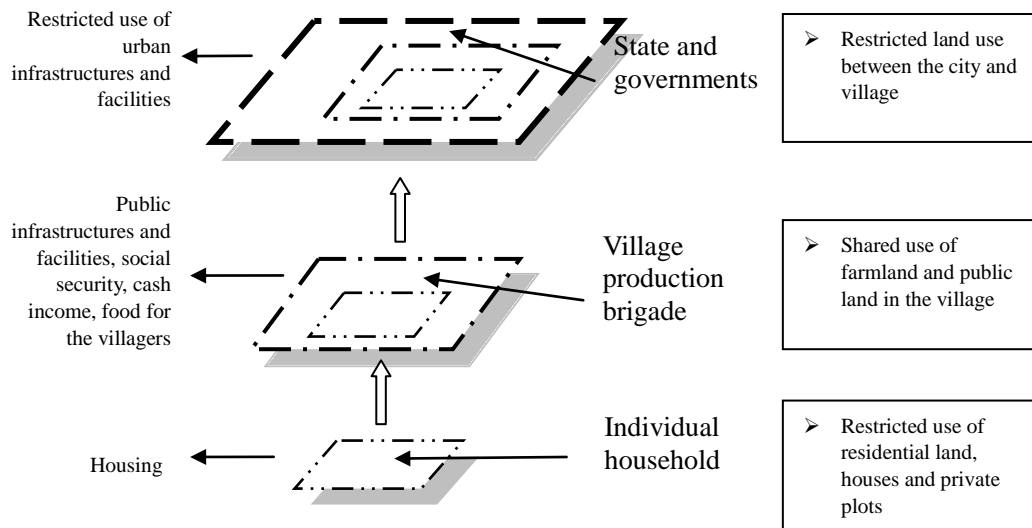 Restricted use of
urban
infrastructures and
facilities
State and
governments
➢ Restricted land use
between the city and
village
Public
infrastructures and
facilities, social
security, cash
income, food for
the villagers
Village
production
brigade
➢ Shared use of
farmland and public
land in the village
Housing
Individual
household
➢ Restricted use of
residential land,
houses and private
plots